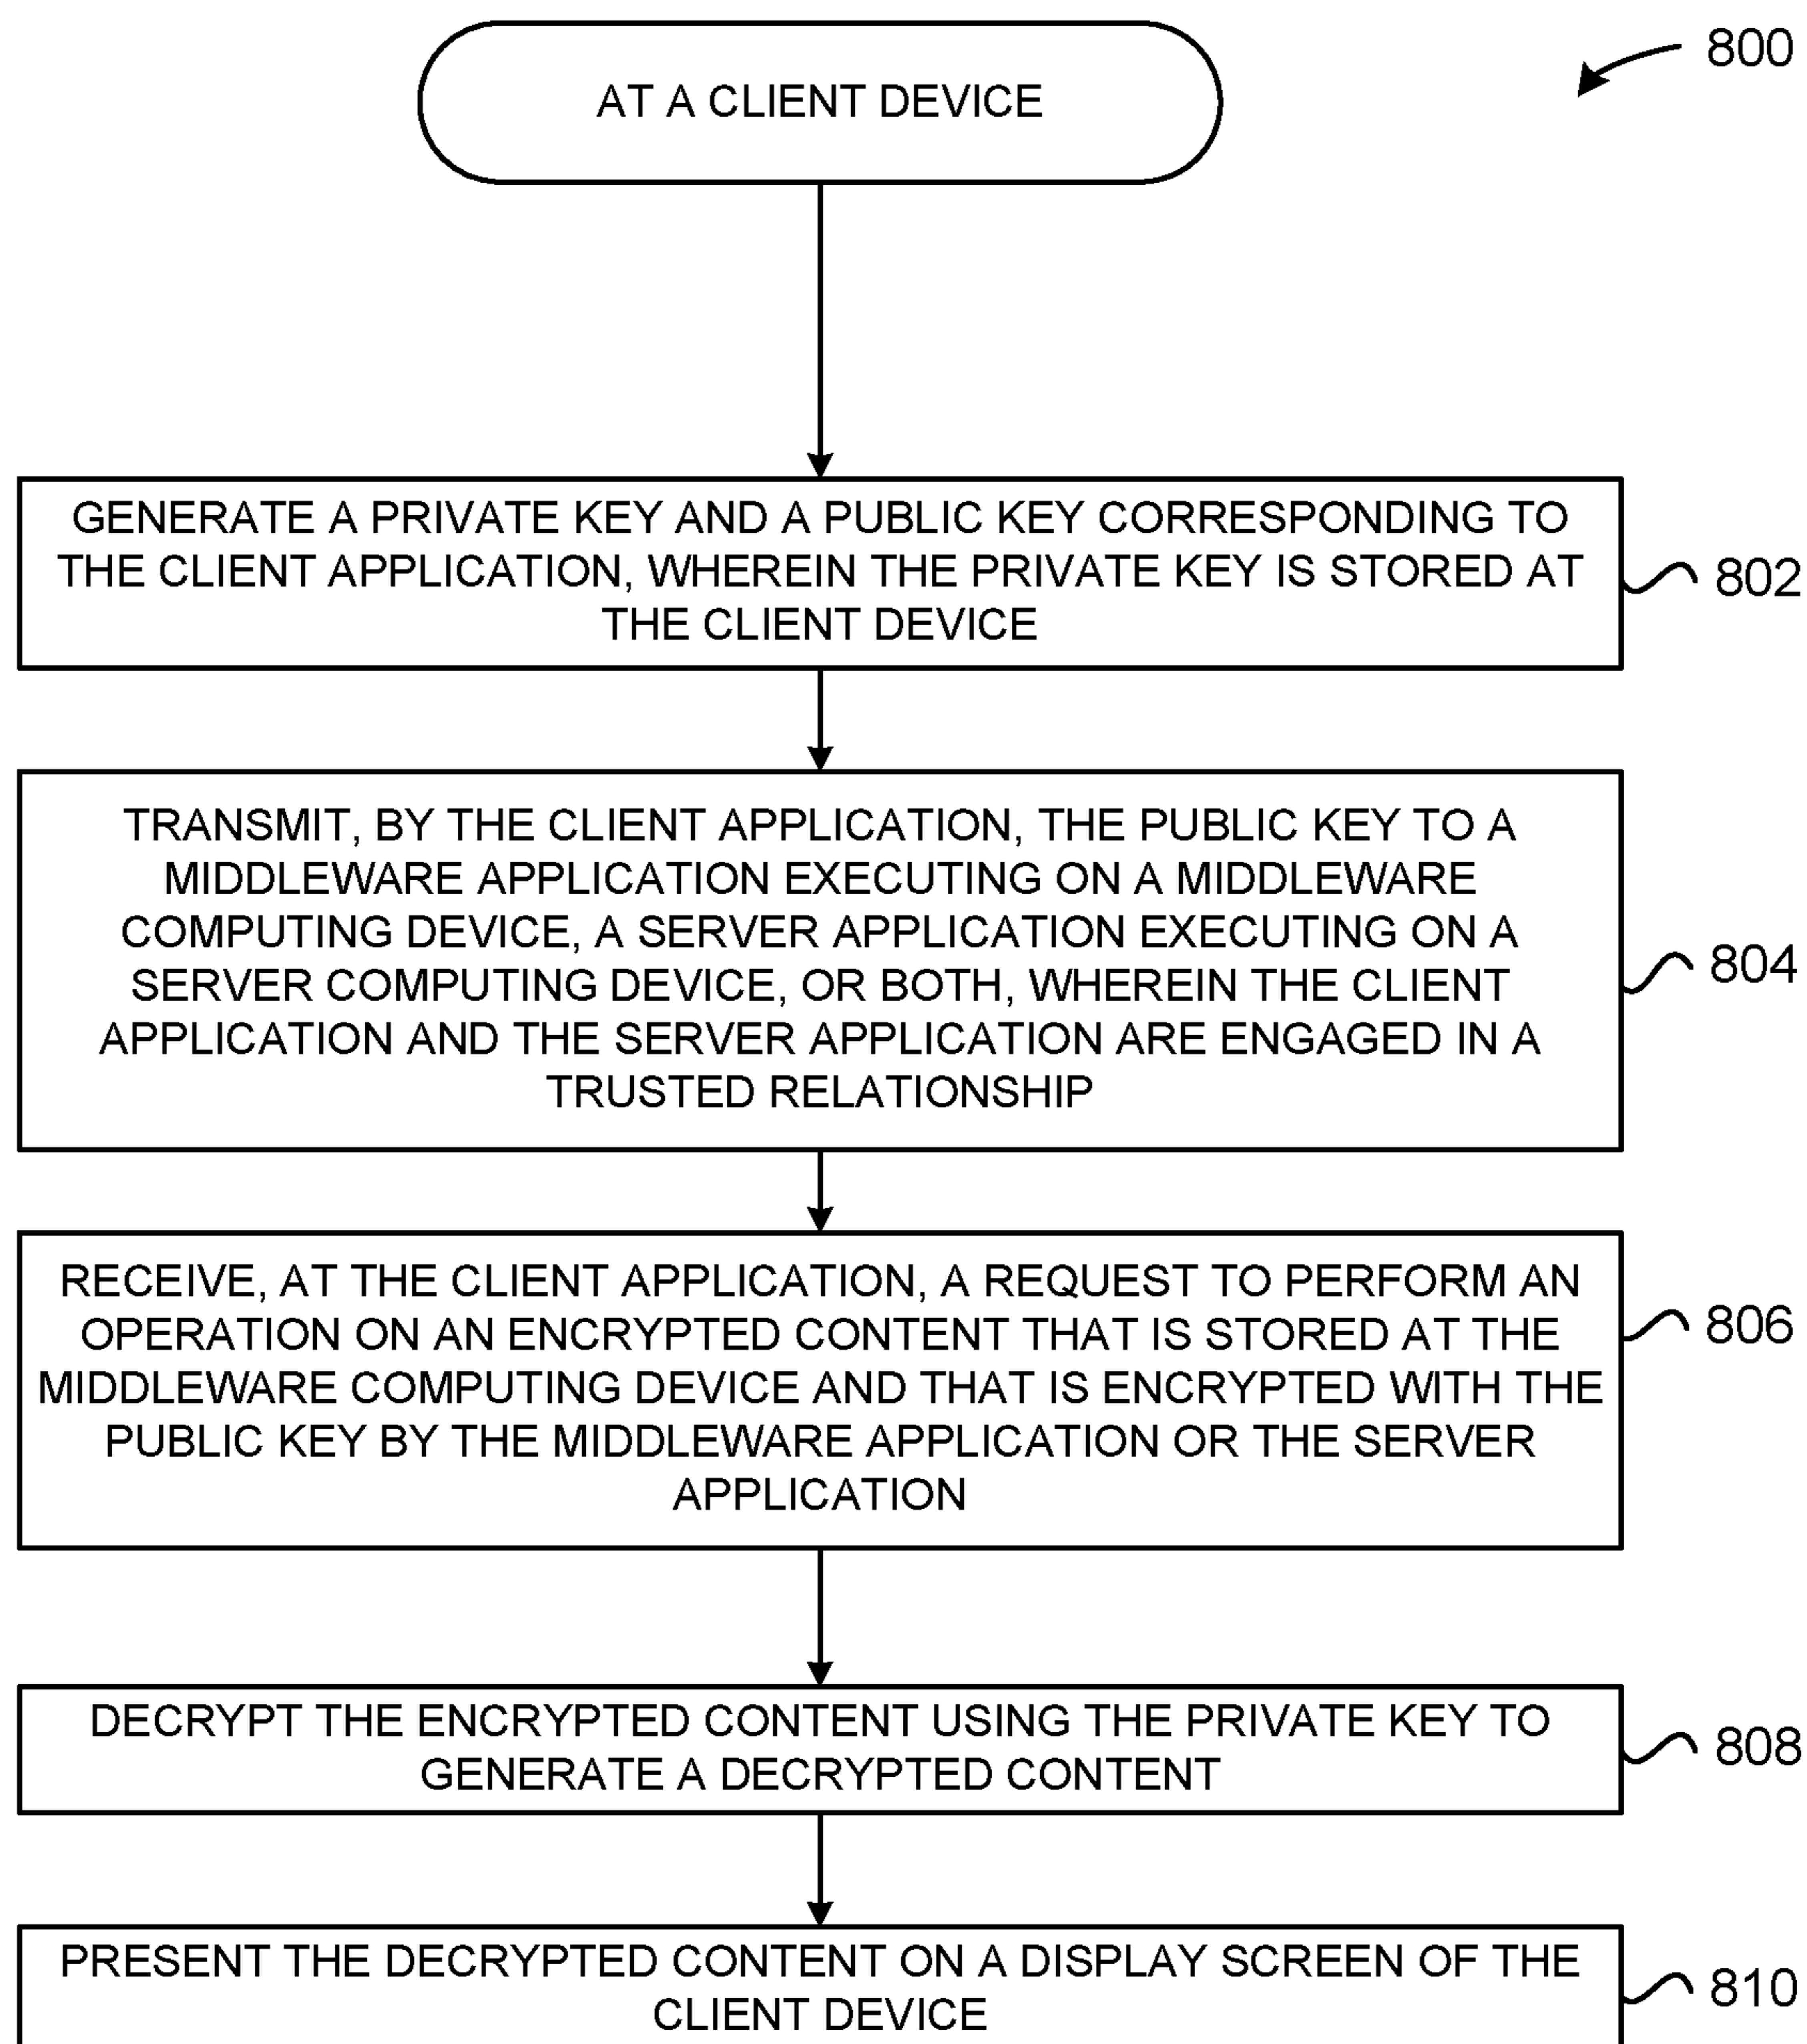 800
AT A CLIENT DEVICE
GENERATE A PRIVATE KEY AND A PUBLIC KEY CORRESPONDING TO
THE CLIENT APPLICATION, WHEREIN THE PRIVATE KEY IS STORED AT
THE CLIENT DEVICE
802
TRANSMIT, BY THE CLIENT APPLICATION, THE PUBLIC KEY TO A
MIDDLEWARE APPLICATION EXECUTING ON A MIDDLEWARE
COMPUTING DEVICE, A SERVER APPLICATION EXECUTING ON A
SERVER COMPUTING DEVICE, OR BOTH, WHEREIN THE CLIENT
APPLICATION AND THE SERVER APPLICATION ARE ENGAGED IN A
TRUSTED RELATIONSHIP
804
RECEIVE, AT THE CLIENT APPLICATION, A REQUEST TO PERFORM AN
OPERATION ON AN ENCRYPTED CONTENT THAT IS STORED AT THE
MIDDLEWARE COMPUTING DEVICE AND THAT IS ENCRYPTED WITH THE
PUBLIC KEY BY THE MIDDLEWARE APPLICATION OR THE SERVER
APPLICATION
806
DECRYPT THE ENCRYPTED CONTENT USING THE PRIVATE KEY TO
GENERATE A DECRYPTED CONTENT
808
PRESENT THE DECRYPTED CONTENT ON A DISPLAY SCREEN OF THE
CLIENT DEVICE
810